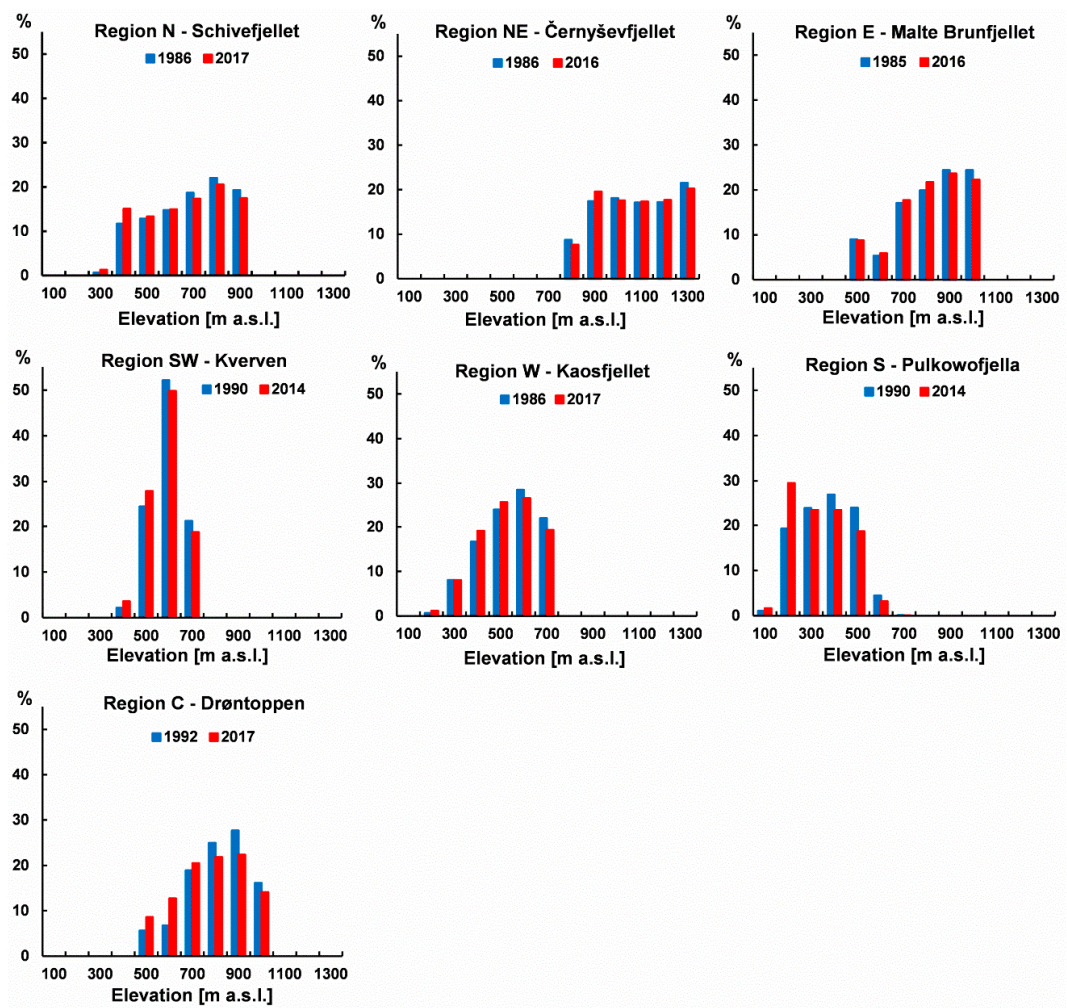 %
Region N - Schivefjellet
1986 2017
50
40
30
20
10
0
100 300 500 700 900 1100 1300
Elevation [m a.s.l.]
%
Region NE - Černyševfjellet
1986 2016
50
40
30
20
10
0
100 300 500 700 900 1100 1300
Elevation [m a.s.l.]
%
Region E - Malte Brunfjellet
1985 2016
50
40
30
20
10
0
100 300 500 700 900 1100 1300
Elevation [m a.s.l.]
%
Region SW - Kverven
1990 2014
50
40
30
20
10
0
100 300 500 700 900 1100 1300
Elevation [m a.s.l.]
%
Region W - Kaosfjellet
1986 2017
50
40
30
20
10
0
100 300 500 700 900 1100 1300
Elevation [m a.s.l.]
%
Region S - Pulkowofjella
1990 2014
50
40
30
20
10
0
100 300 500 700 900 1100 1300
Elevation [m a.s.l.]
%
Region C - Drøntoppen
1992 2017
50
40
30
20
10
0
100 300 500 700 900 1100 1300
Elevation [m a.s.l.]